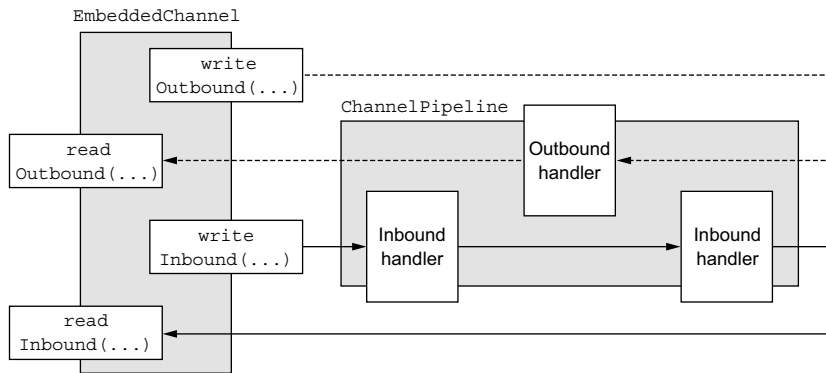 EmbeddedChannel
write
Outbound(...)
ChannelPipeline
read
Outbound(...)
Outbound
handler
write
Inbound(...)
Inbound
handler
Inbound
handler
read
Inbound(...)